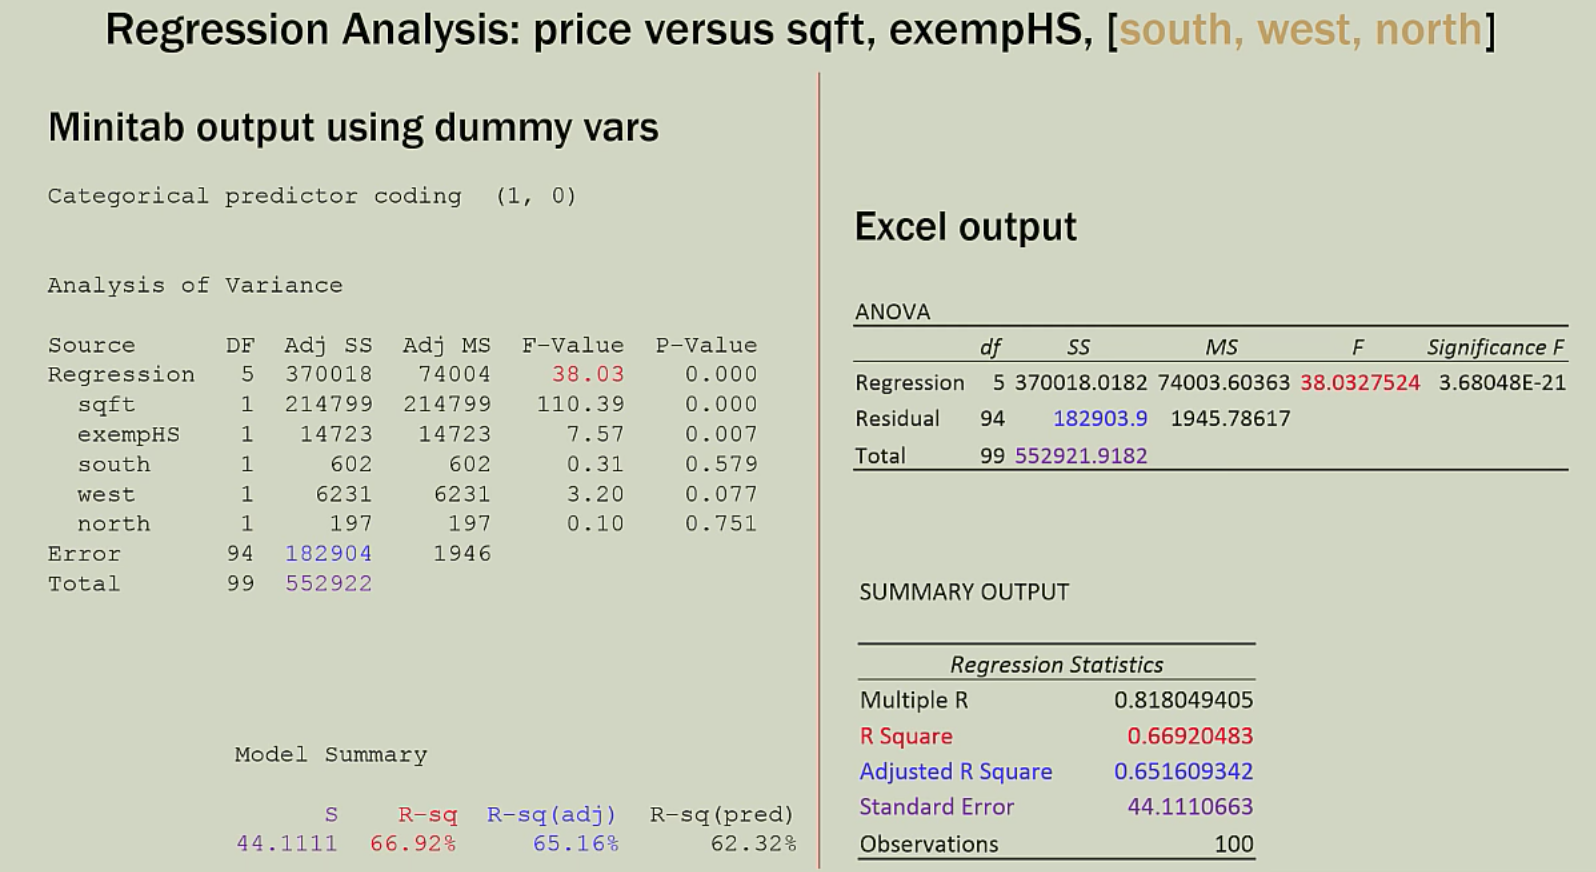 Regression Analysis: price versus sqft, exempHS, [south, west, north]
Minitab output using dummy vars
Categorical predictor coding (1, 0)
Analysis of Variance
Source DF Adj SS Adj MS F-Value P-Value
Regression 5 370018 74004 38.03 0.000
sqft 1 214799 214799 110.39 0.000
exempHS 1 14723 14723 7.57 0.007
south 1 602 602 0.31 0.579
west 1 6231 6231 3.20 0.077
north 1 197 197 0.10 0.751
Error 94 182904 1946
Total 99 552922
Model Summary
S R-sq R-sq(adj) R-sq(pred)
44.1111 66.92% 65.16% 62.32%
Excel output
ANOVA
df SS MS F Significance F
Regression 5 370018.0182 74003.60363 38.0327524 3.68048E-21
Residual 94 182903.9 1945.78617
Total 99 552921.9182
SUMMARY OUTPUT
Regression Statistics
Multiple R 0.818049405
R Square 0.66920483
Adjusted R Square 0.651609342
Standard Error 44.1110663
Observations 100